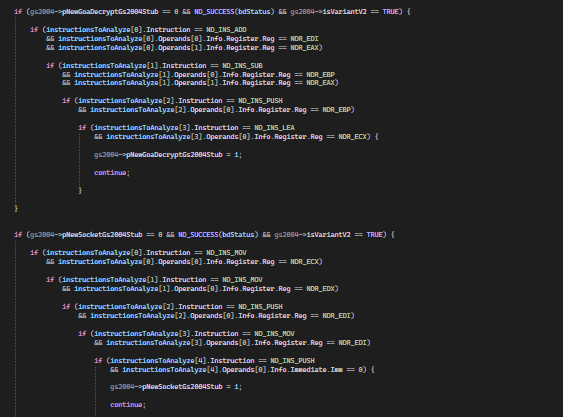 if (gs2004->pNewGoaDecryptGs2004Stub == 0 && ND_SUCCESS(bdStatus) && gs2004->isVariantV2 == TRUE) {
if (instructionsToAnalyze[0].Instruction == ND_INS_ADD
&& instructionsToAnalyze[0].Operands[0].Info.Register.Reg == NDR_EDI
&& instructionsToAnalyze[0].Operands[1].Info.Register.Reg == NDR_EAX)
if (instructionsToAnalyze[1].Instruction == ND_INS_SUB
&& instructionsToAnalyze[1].Operands[0].Info.Register.Reg == NDR_EBP
&& instructionsToAnalyze[1].Operands[1].Info.Register.Reg == NDR_EAX)
if (instructionsToAnalyze[2].Instruction == ND_INS_PUSH
&& instructionsToAnalyze[2].Operands[0].Info.Register.Reg == NDR_EBP)
if (instructionsToAnalyze[3].Instruction == ND_INS_LEA
&& instructionsToAnalyze[3].Operands[0].Info.Register.Reg == NDR_ECX) {
gs2004->pNewGoaDecryptGs2004Stub = i;
continue;
}
}
if (gs2004->pNewSocketGs2004Stub == 0 && ND_SUCCESS(bdStatus) && gs2004->isVariantV2 == TRUE) {
if (instructionsToAnalyze[0].Instruction == ND_INS_MOV
&& instructionsToAnalyze[0].Operands[0].Info.Register.Reg == NDR_ECX)
if (instructionsToAnalyze[1].Instruction == ND_INS_MOV
&& instructionsToAnalyze[1].Operands[0].Info.Register.Reg == NDR_EDX)
if (instructionsToAnalyze[2].Instruction == ND_INS_PUSH
&& instructionsToAnalyze[2].Operands[0].Info.Register.Reg == NDR_EDI)
if (instructionsToAnalyze[3].Instruction == ND_INS_MOV
&& instructionsToAnalyze[3].Operands[0].Info.Register.Reg == NDR_EDI)
if (instructionsToAnalyze[4].Instruction == ND_INS_PUSH
&& instructionsToAnalyze[4].Operands[0].Info.Immediate.Imm == 0) {
gs2004->pNewSocketGs2004Stub = i;
continue;